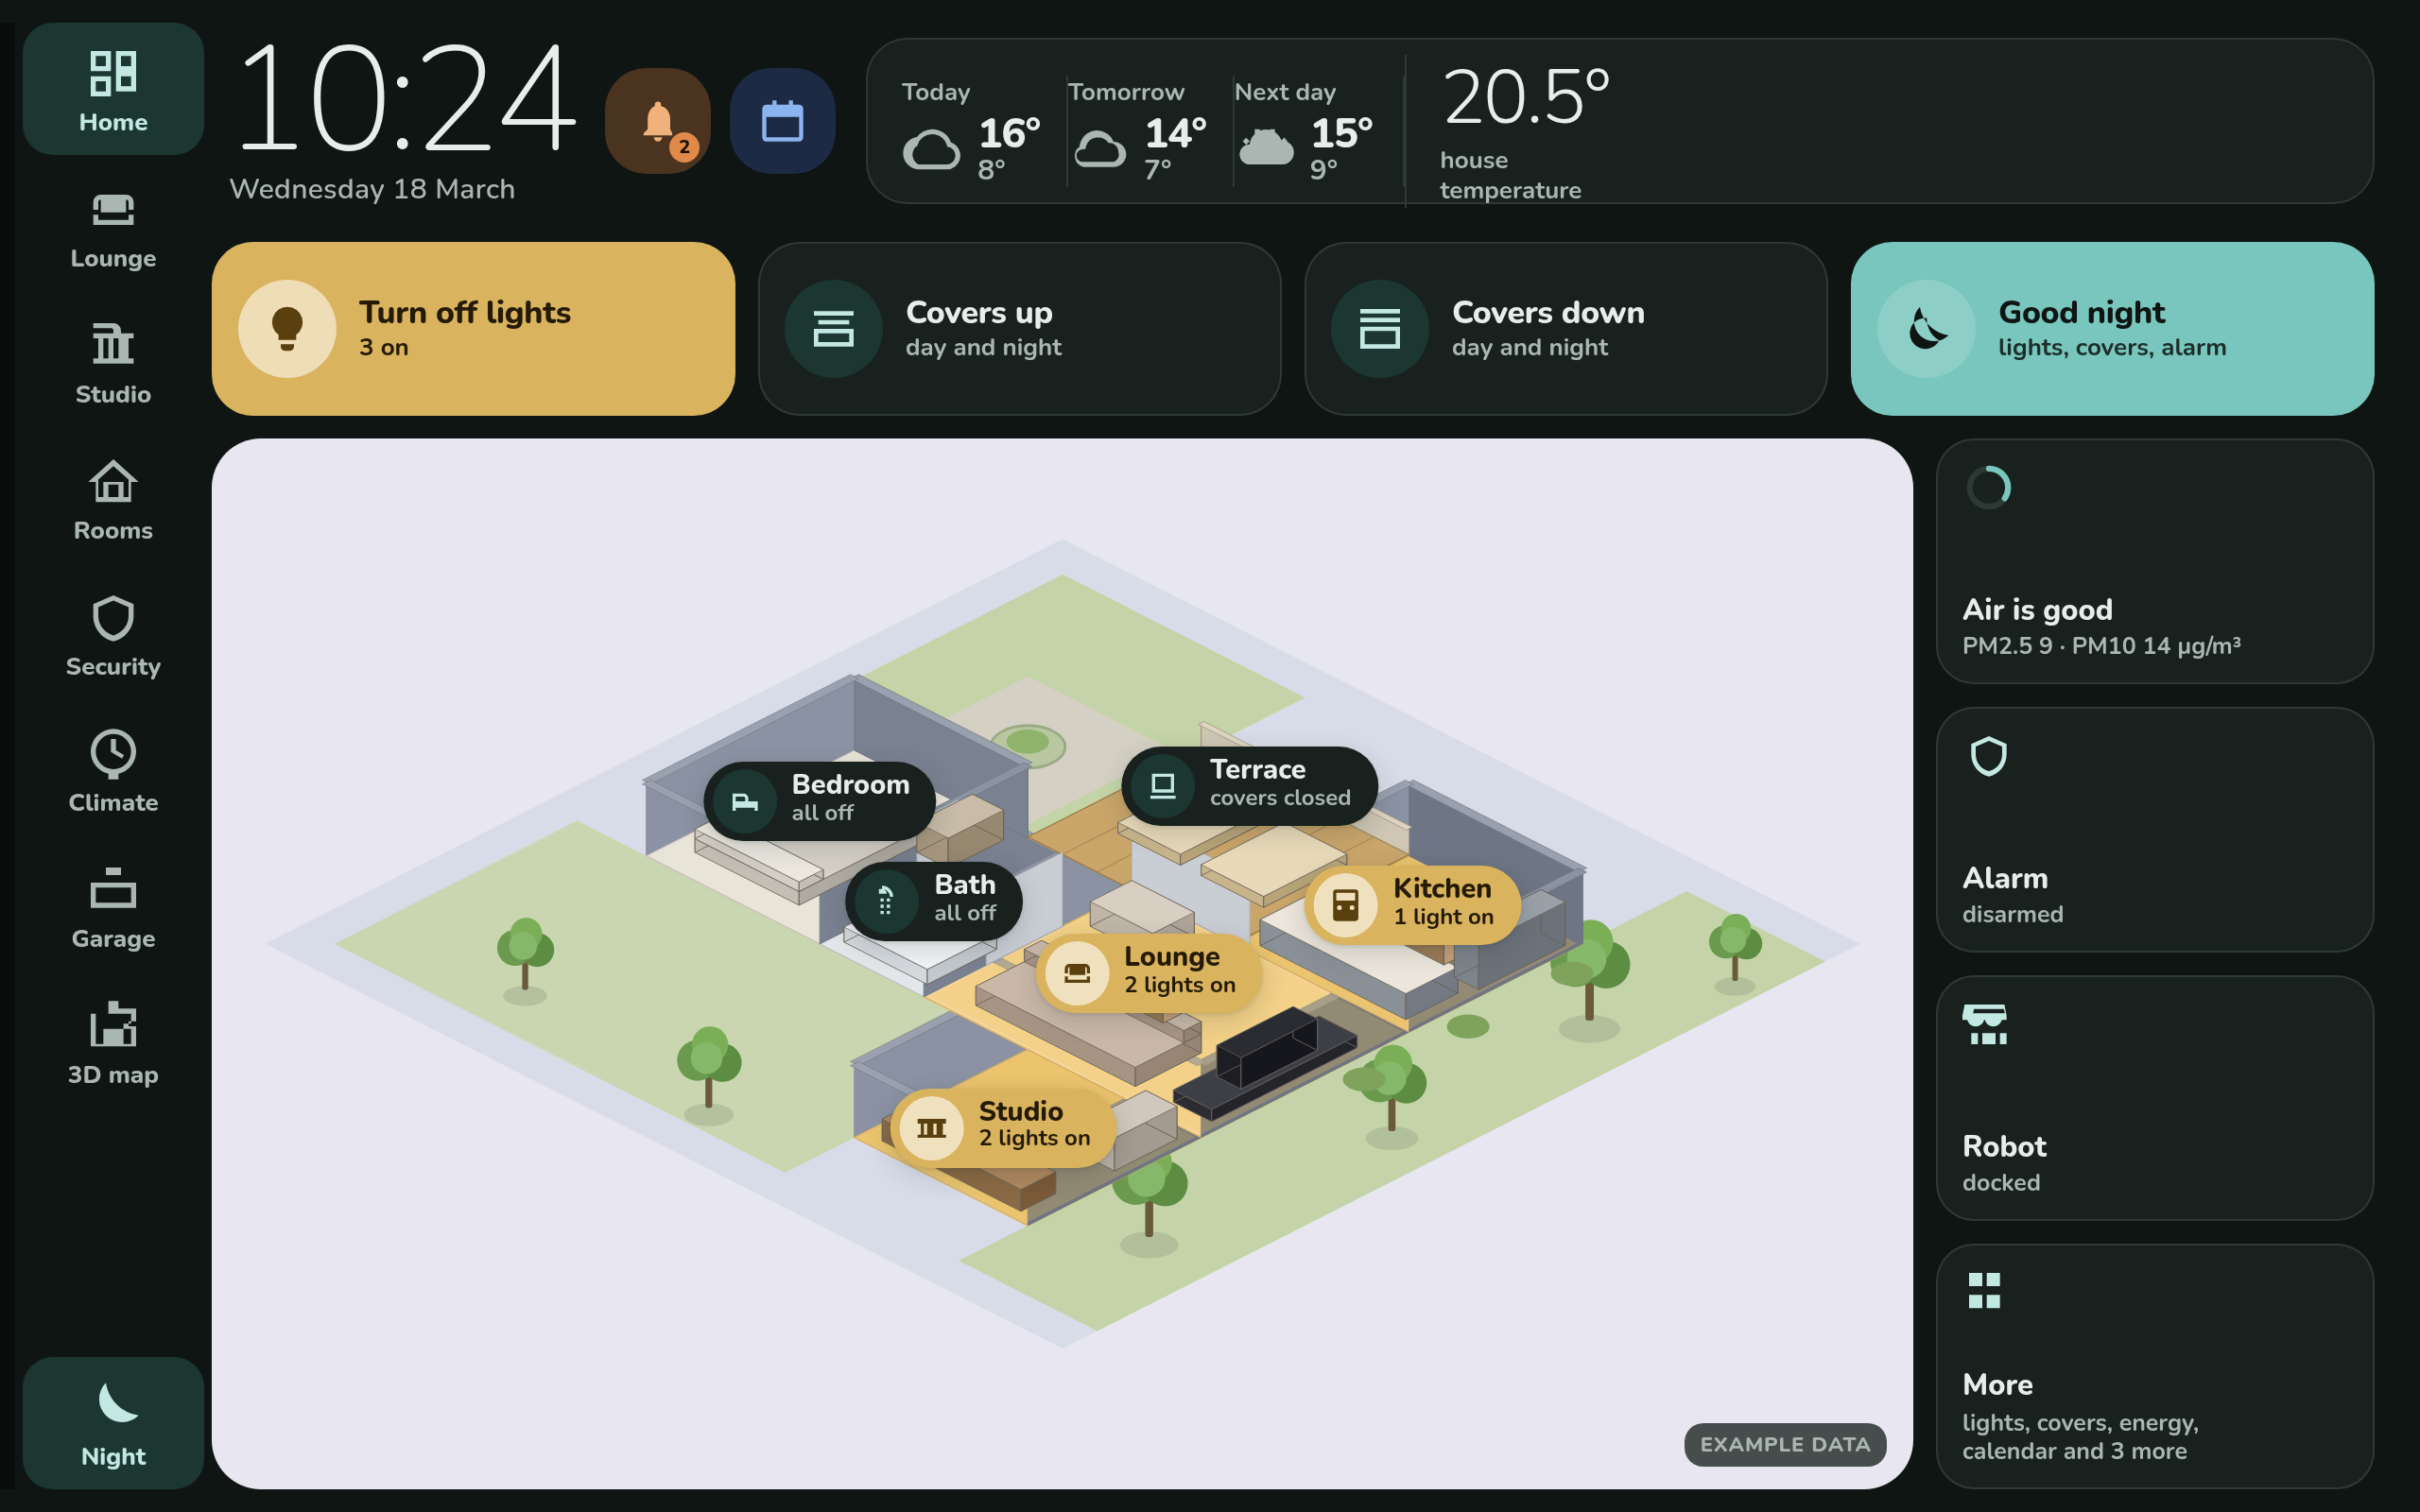 Home
Lounge
Studio
Rooms
Security
Climate
Garage
3D map
Night
10:24
Wednesday 18 March
2
Today
16°
8°
Tomorrow
14°
7°
Next day
15°
9°
20.5°
house
temperature
Turn off lights
3 on
Covers up
day and night
Covers down
day and night
Good night
lights, covers, alarm
Bedroom
all off
Terrace
covers closed
Bath
all off
Kitchen
1 light on
Lounge
2 lights on
Studio
2 lights on
EXAMPLE DATA
Air is good
PM2.5 9 · PM10 14 µg/m³
Alarm
disarmed
Robot
docked
More
lights, covers, energy,
calendar and 3 more